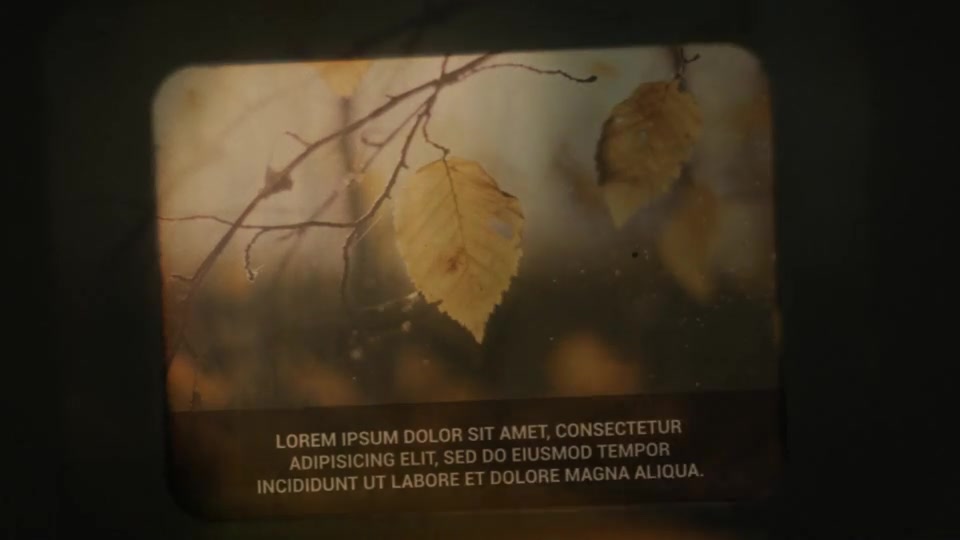 LOREM IPSUM DOLOR SIT AMET, CONSECTETUR
ADIPISICING ELIT, SED DO EIUSMOD TEMPOR
INCIDIDUNT UT LABORE ET DOLORE MAGNA ALIQUA.